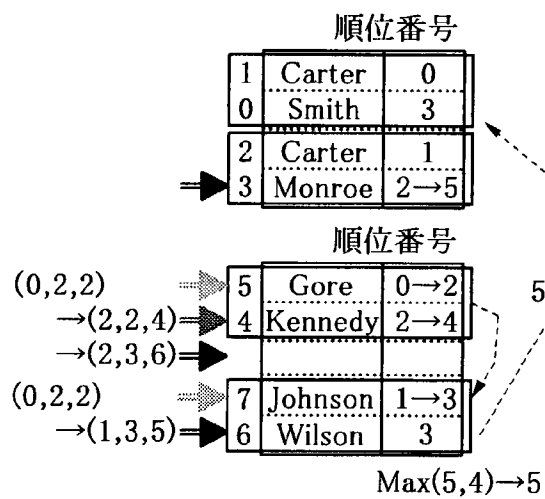 順位番号
1 Carter 0
0 Smith 3
2 Carter 1
3 Monroe 2→5
順位番号
(0,2,2) 5 Gore 0→2 5
→(2,2,4) 4 Kennedy 2→4
→(2,3,6)
(0,2,2) 7 Johnson 1→3
→(1,3,5) 6 Wilson 3
Max(5,4)→5